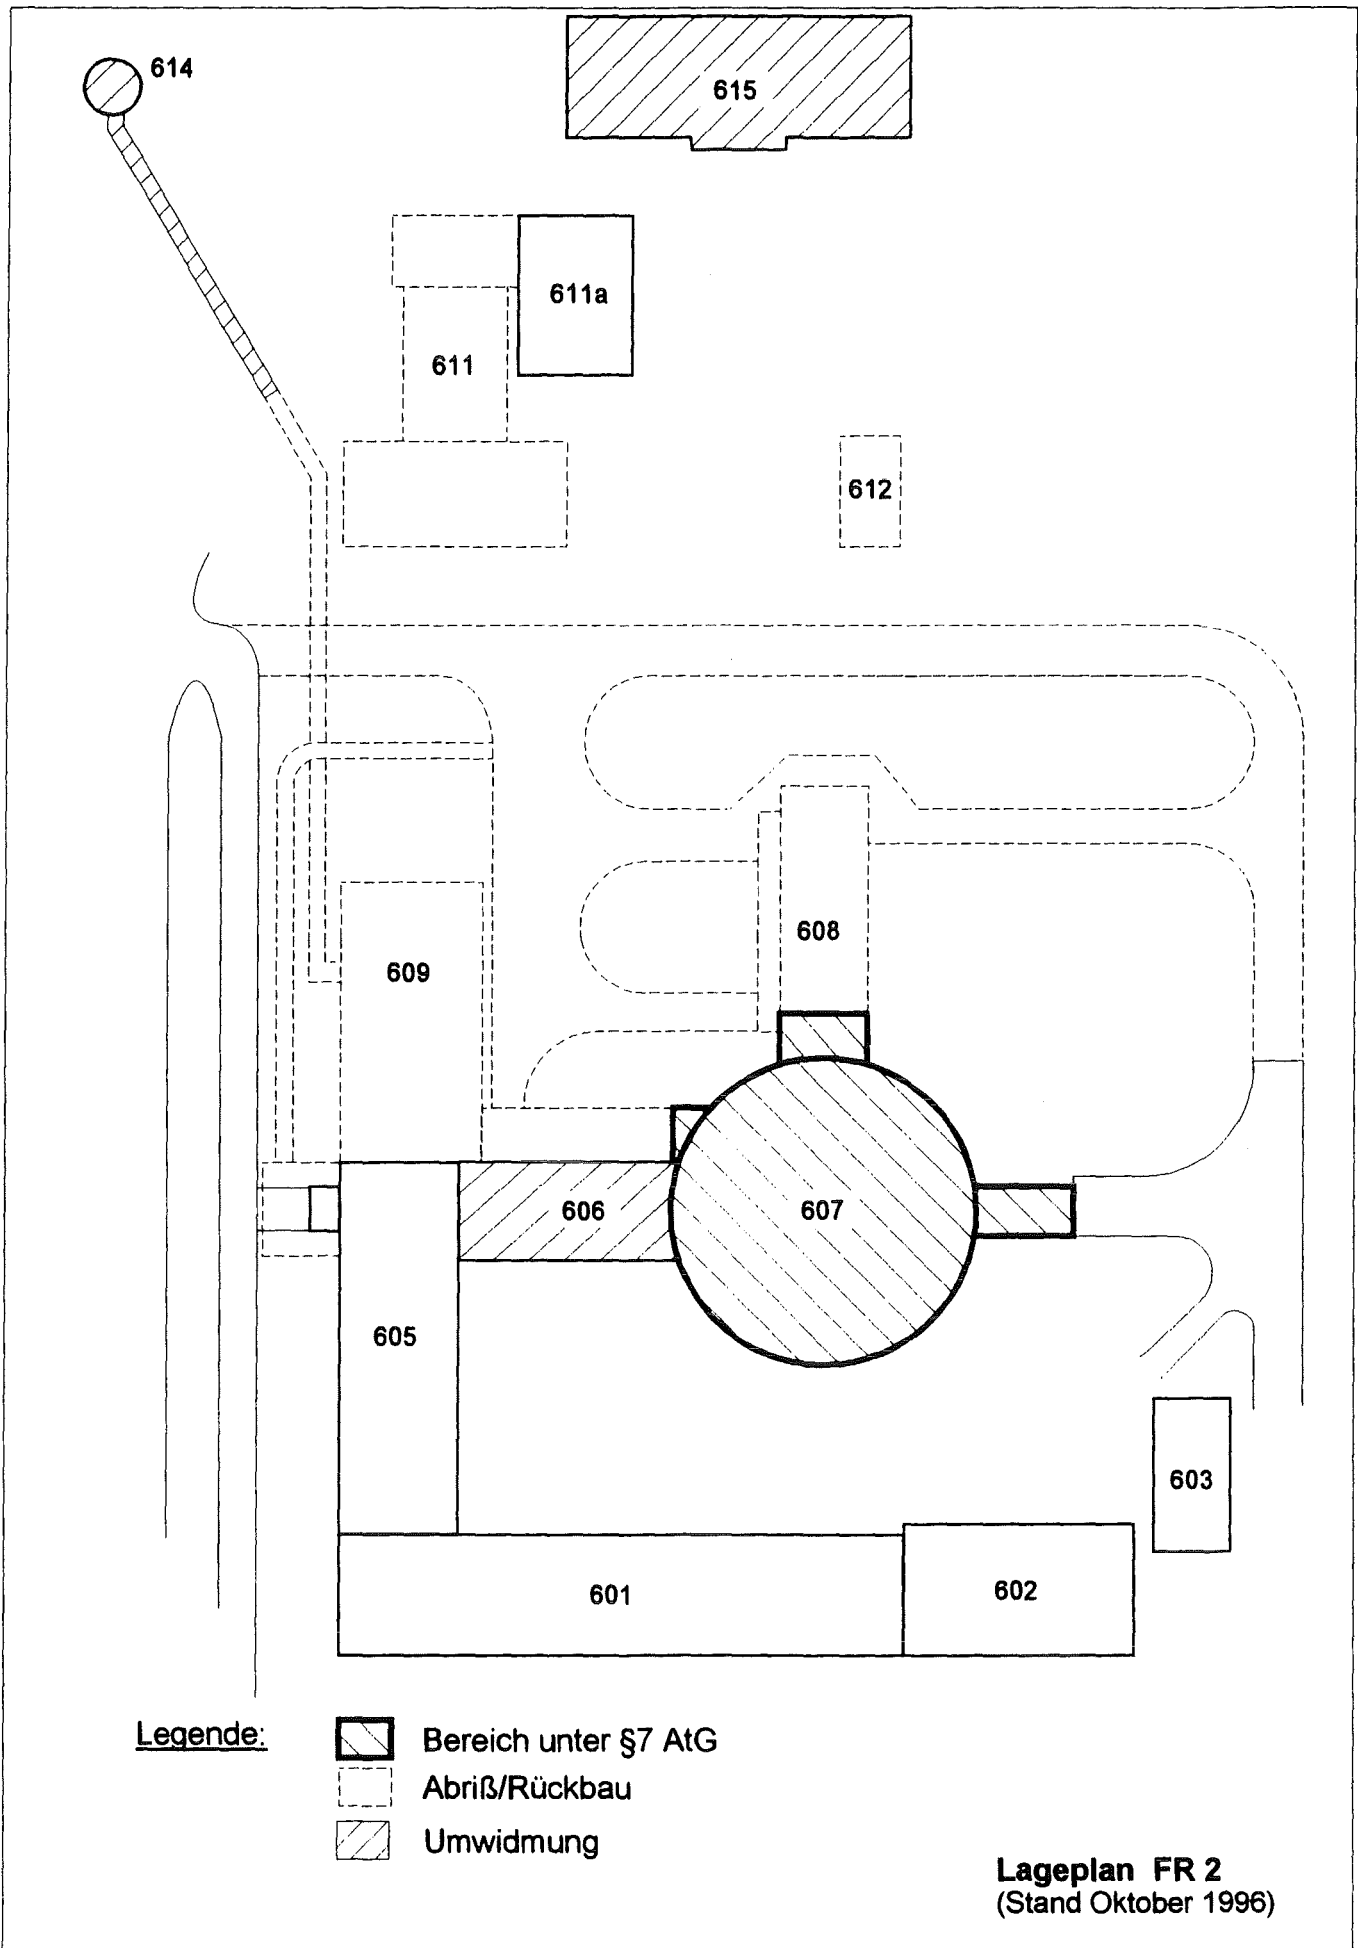 614
615
611a
611
612
608
609
606
607
605
603
601
602
Legende:
Bereich unter §7 AtG
Abriß/Rückbau
Umwidmung
Lageplan FR 2
(Stand Oktober 1996)